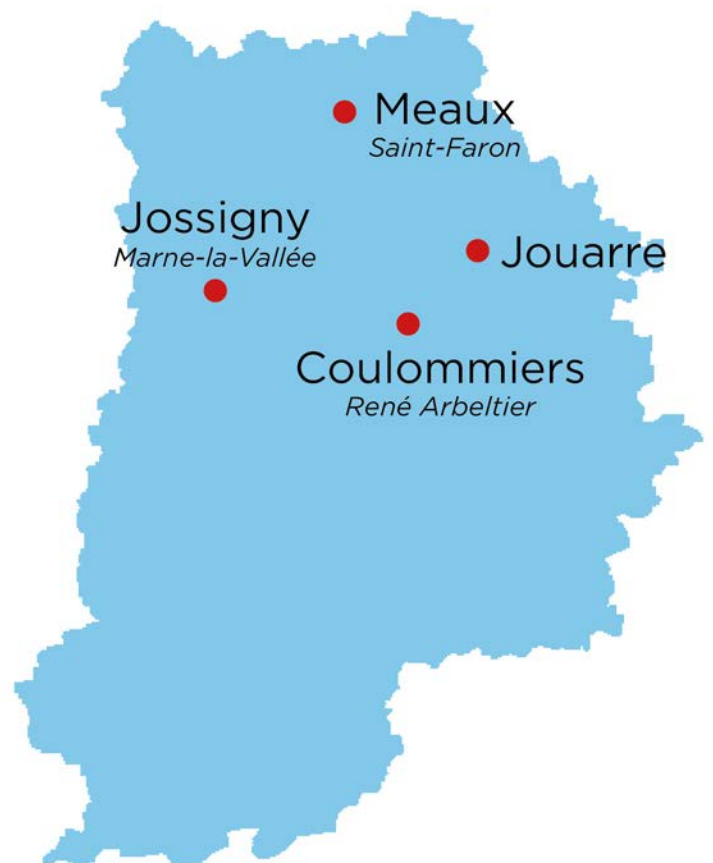 Meaux
Saint-Faron
Jossigny
Marne-la-Vallée
Jouarre
Coulommiers
René Arbeltier